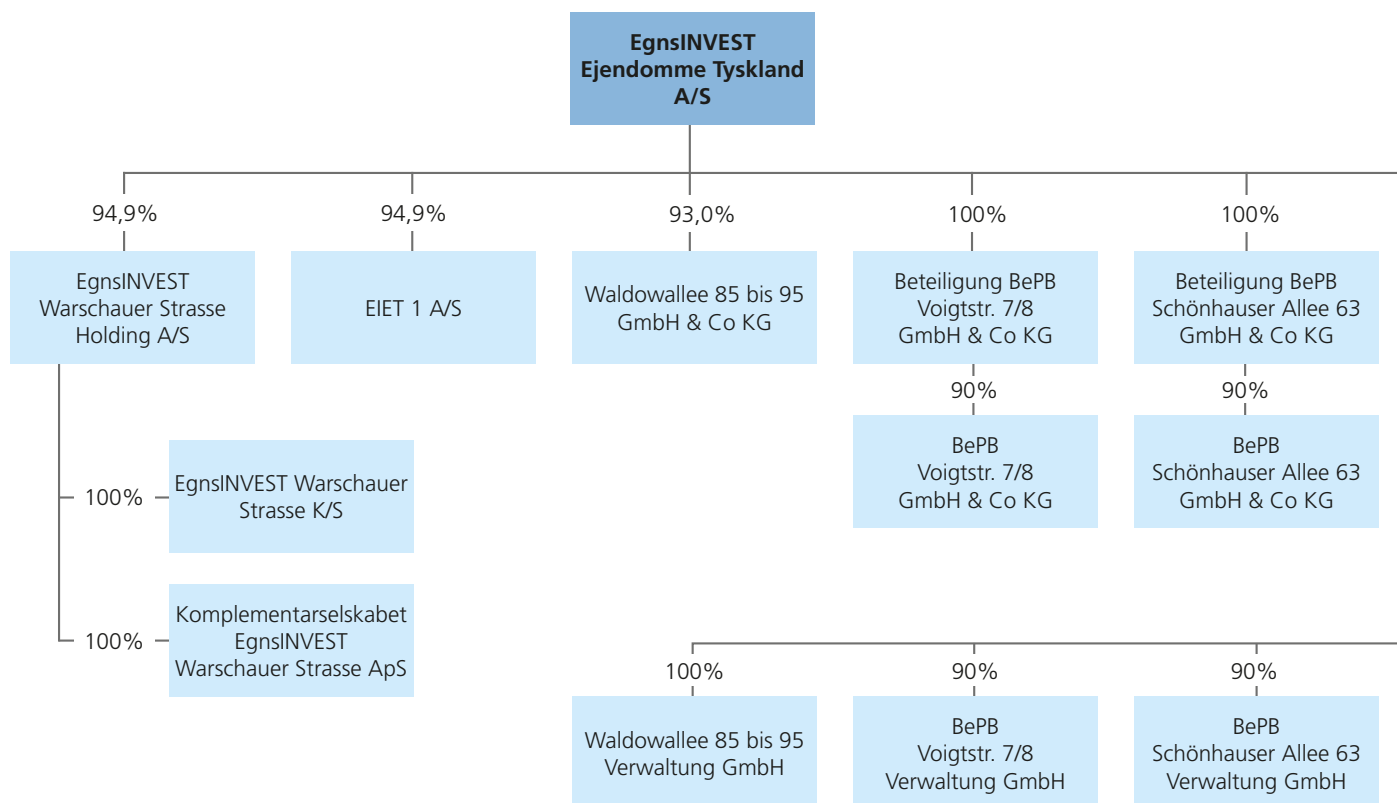 EgnsINVEST
Ejendomme Tyskland
A/S
94,9%
94,9%
93,0%
100%
100%
EgnsINVEST
Warschauer Strasse
Holding A/S
EIET 1 A/S
Waldowallee 85 bis 95
GmbH & Co KG
Beteiligung BePB
Voigtstr. 7/8
GmbH & Co KG
Beteiligung BePB
Schönhauser Allee 63
GmbH & Co KG
90%
90%
BePB
Voigtstr. 7/8
GmbH & Co KG
BePB
Schönhauser Allee 63
GmbH & Co KG
100%
EgnsINVEST Warschauer
Strasse K/S
100%
Komplementarselskabet
EgnsINVEST
Warschauer Strasse ApS
100%
90%
90%
Waldowallee 85 bis 95
Verwaltung GmbH
BePB
Voigtstr. 7/8
Verwaltung GmbH
BePB
Schönhauser Allee 63
Verwaltung GmbH